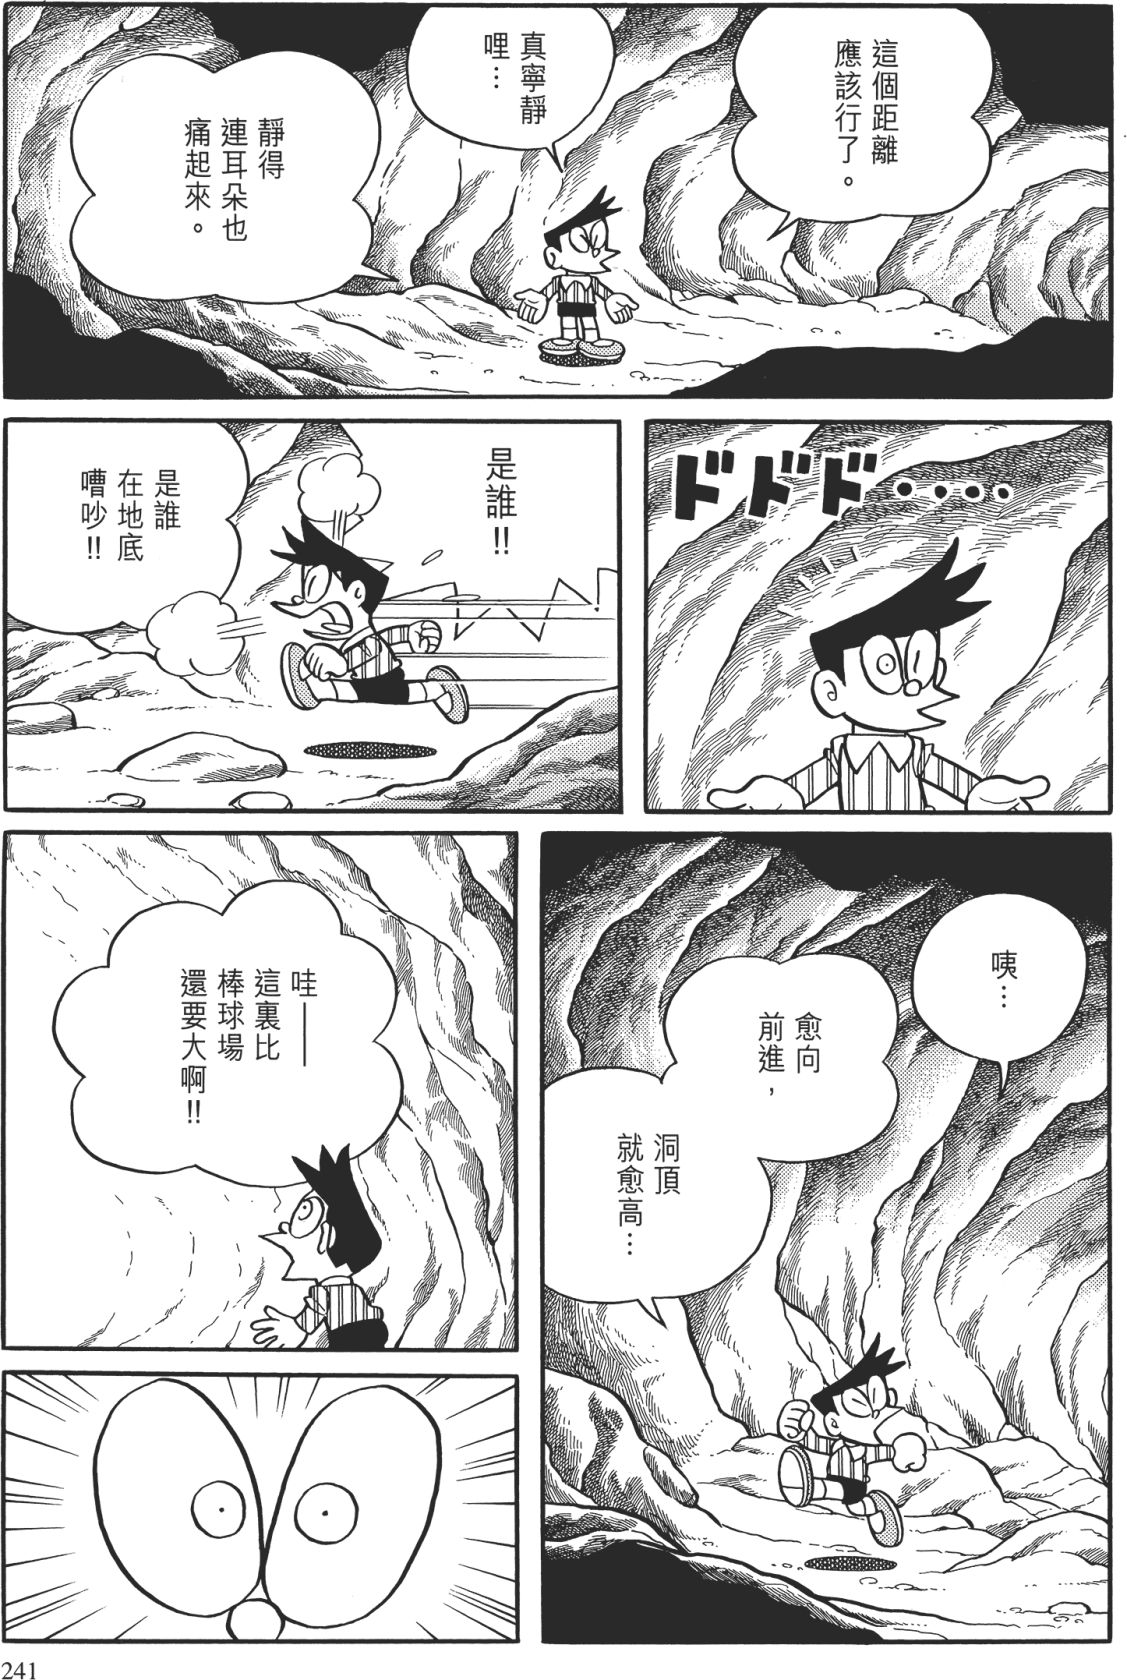 這個距離
應該行了。
真寧靜
哩…
靜得
連耳朵也
痛起來。
ドドド‥‥
是誰!!
是誰
在地底
嘈吵!!
咦…
愈向
前進，
洞頂
就愈高…
哇——
這裏比
棒球場
還要大啊!!
241